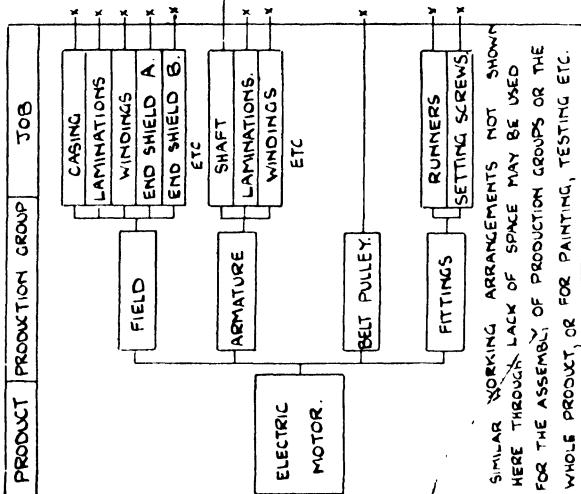 PRODUCT
PRODUCTION GROUP
JOB
ELECTRIC
MOTOR.
FIELD
CASING
LAMINATIONS
WINDINGS
END SHIELD A.
END SHIELD B.
ETC
ARMATURE
SHAFT
LAMINATIONS.
WINDINGS
ETC
BELT PULLEY.
FITTINGS
RUNNERS
SETTING SCREWS
SIMILAR WORKING ARRANGEMENTS NOT SHOWN
HERE THROUGH LACK OF SPACE MAY BE USED
FOR THE ASSEMBLY OF PRODUCTION GROUPS OR THE
WHOLE PRODUCT, OR FOR PAINTING, TESTING ETC.